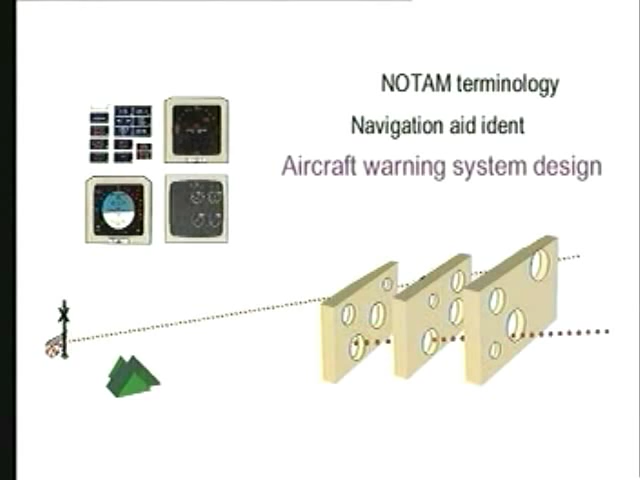 NOTAM terminology
Navigation aid ident
Aircraft warning system design